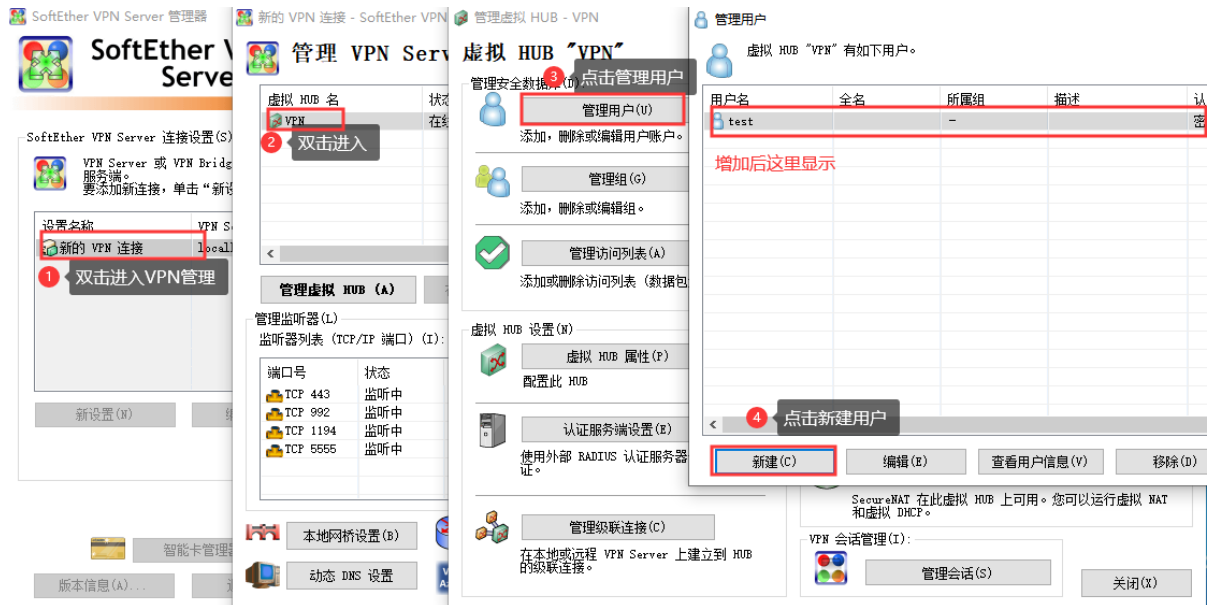 SoftEther VPN Server 管理器
SoftEther V
Serve
SoftEther VPN Server 连接设置(S)
VPN Server 或 VPN Bridg
服务端。
要添加新连接，单击“新设
设置名称
VPN S
新的 VPN 连接
local
1
双击进入VPN管理
新设置(N)
智能卡管理器
版本信息(A)...
新的 VPN 连接 - SoftEther VPN
管理 VPN Serv
虚拟 HUB 名
状态
VPN
在线
2
双击进入
管理虚拟 HUB (A)
管理监听器(L)
监听器列表 (TCP/IP 端口) (I):
端口号
状态
TCP 443
监听中
TCP 992
监听中
TCP 1194
监听中
TCP 5555
监听中
本地网桥设置(B)
动态 DNS 设置
管理虚拟 HUB - VPN
虚拟 HUB "VPN"
管理安全数据库(D):
3
点击管理用户
管理用户(U)
添加，删除或编辑用户账户。
管理组(G)
添加，删除或编辑组。
管理访问列表(A)
添加或删除访问列表 (数据包
虚拟 HUB 设置(N)
虚拟 HUB 属性(P)
配置此 HUB
认证服务端设置(E)
使用外部 RADIUS 认证服务器
证。
管理级联连接(C)
在本地或远程 VPN Server 上建立到 HUB
的级联连接。
管理用户
虚拟 HUB "VPN" 有如下用户。
用户名
全名
所属组
描述
认
test
-
密
增加后这里显示
4
点击新建用户
新建(C)
编辑(E)
查看用户信息(V)
移除(D)
SecureNAT 在此虚拟 HUB 上可用。您可以运行虚拟 NAT
和虚拟 DHCP。
VPN 会话管理(I):
管理会话(S)
关闭(X)